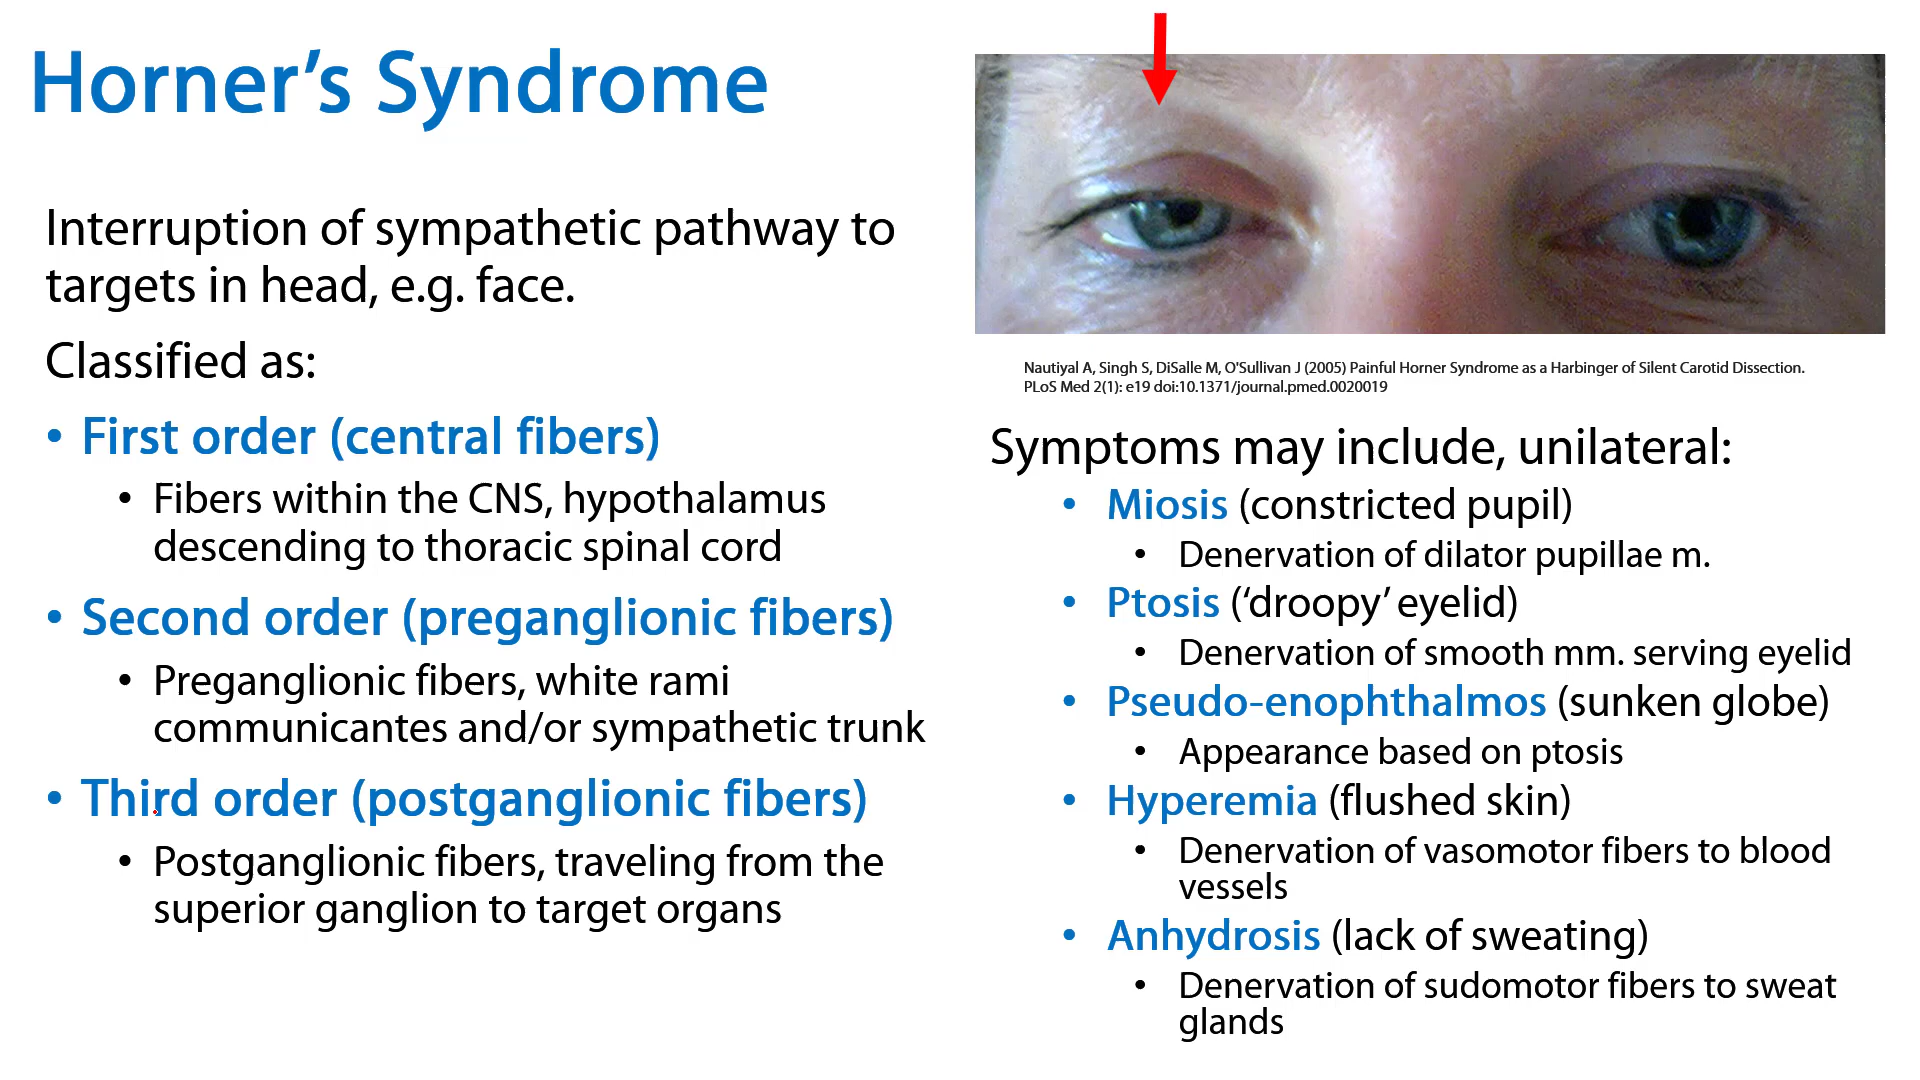 Horner’s Syndrome
Interruption of sympathetic pathway to
targets in head, e.g. face.
Classified as:
• First order (central fibers)
• Fibers within the CNS, hypothalamus
descending to thoracic spinal cord
• Second order (preganglionic fibers)
• Preganglionic fibers, white rami
communicantes and/or sympathetic trunk
• Third order (postganglionic fibers)
• Postganglionic fibers, traveling from the
superior ganglion to target organs
Nautiyal A, Singh S, DiSalle M, O'Sullivan J (2005) Painful Horner Syndrome as a Harbinger of Silent Carotid Dissection.
PLoS Med 2(1): e19 doi:10.1371/journal.pmed.0020019
Symptoms may include, unilateral:
• Miosis (constricted pupil)
• Denervation of dilator pupillae m.
• Ptosis (‘droopy’ eyelid)
• Denervation of smooth mm. serving eyelid
• Pseudo-enophthalmos (sunken globe)
• Appearance based on ptosis
• Hyperemia (flushed skin)
• Denervation of vasomotor fibers to blood
vessels
• Anhydrosis (lack of sweating)
• Denervation of sudomotor fibers to sweat
glands